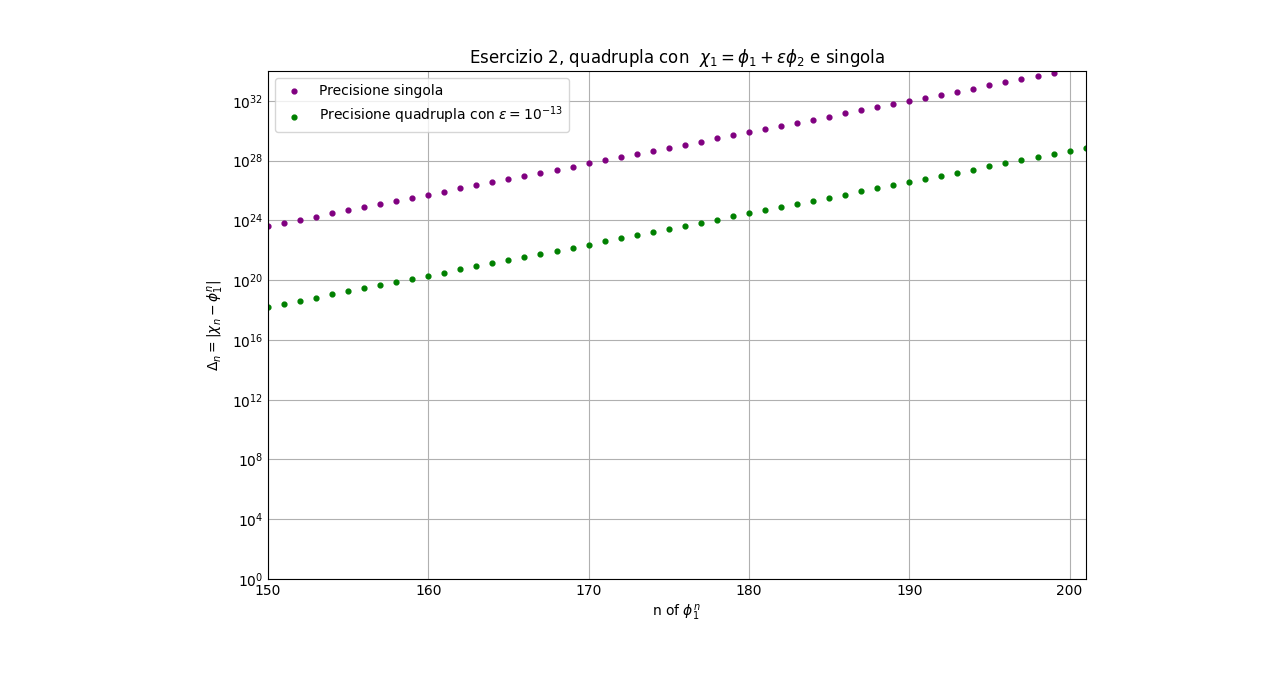 Esercizio 2, quadrupla con χ₁ = ϕ₁ + εϕ₂ e singola
Precisione singola
Precisione quadrupla con ε = 10⁻¹³
Δₙ = |χₙ − ϕ₁ⁿ|
10³²
10²⁸
10²⁴
10²⁰
10¹⁶
10¹²
10⁸
10⁴
10⁰
150 160 170 180 190 200
n of ϕ₁ⁿ